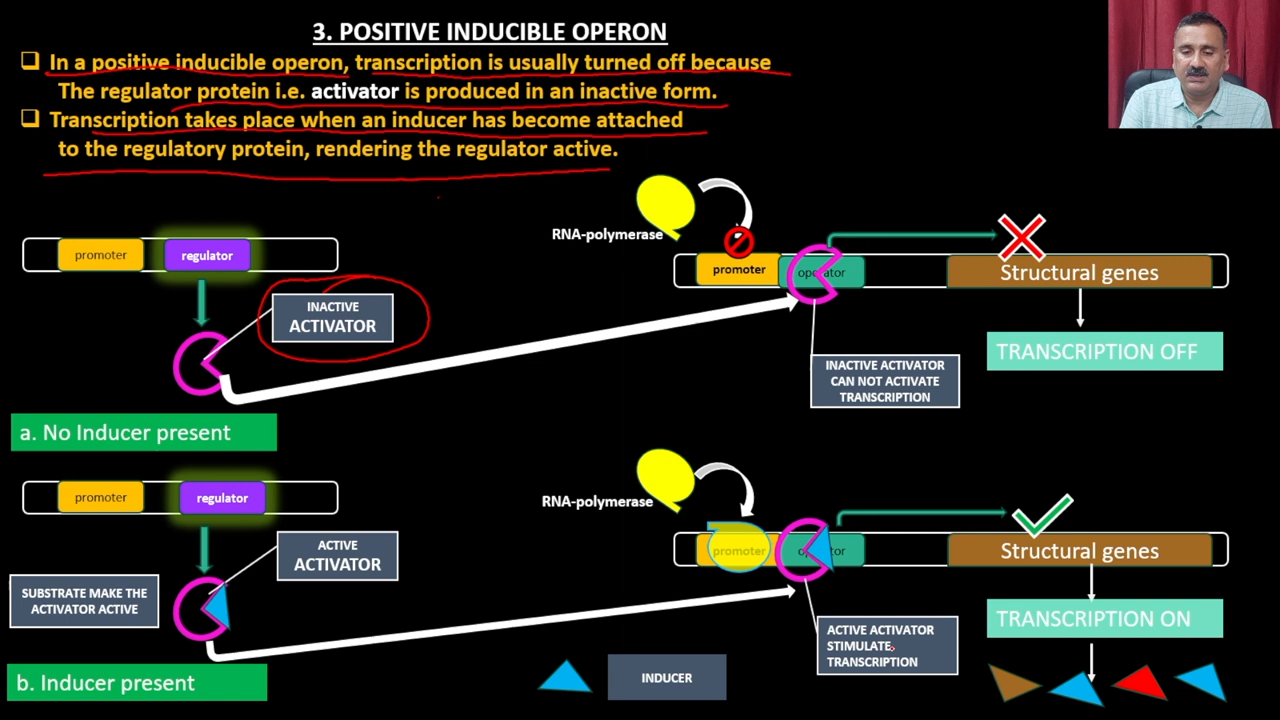 3. POSITIVE INDUCIBLE OPERON
In a positive inducible operon, transcription is usually turned off because
The regulator protein i.e. activator is produced in an inactive form.
Transcription takes place when an inducer has become attached
to the regulatory protein, rendering the regulator active.
RNA-polymerase
promoter
regulator
promoter
operator
Structural genes
INACTIVE
ACTIVATOR
TRANSCRIPTION OFF
INACTIVE ACTIVATOR
CAN NOT ACTIVATE
TRANSCRIPTION
a. No Inducer present
promoter
regulator
RNA-polymerase
promoter
operator
Structural genes
ACTIVE
ACTIVATOR
SUBSTRATE MAKE THE
ACTIVATOR ACTIVE
TRANSCRIPTION ON
ACTIVE ACTIVATOR
STIMULATE
TRANSCRIPTION
b. Inducer present
INDUCER